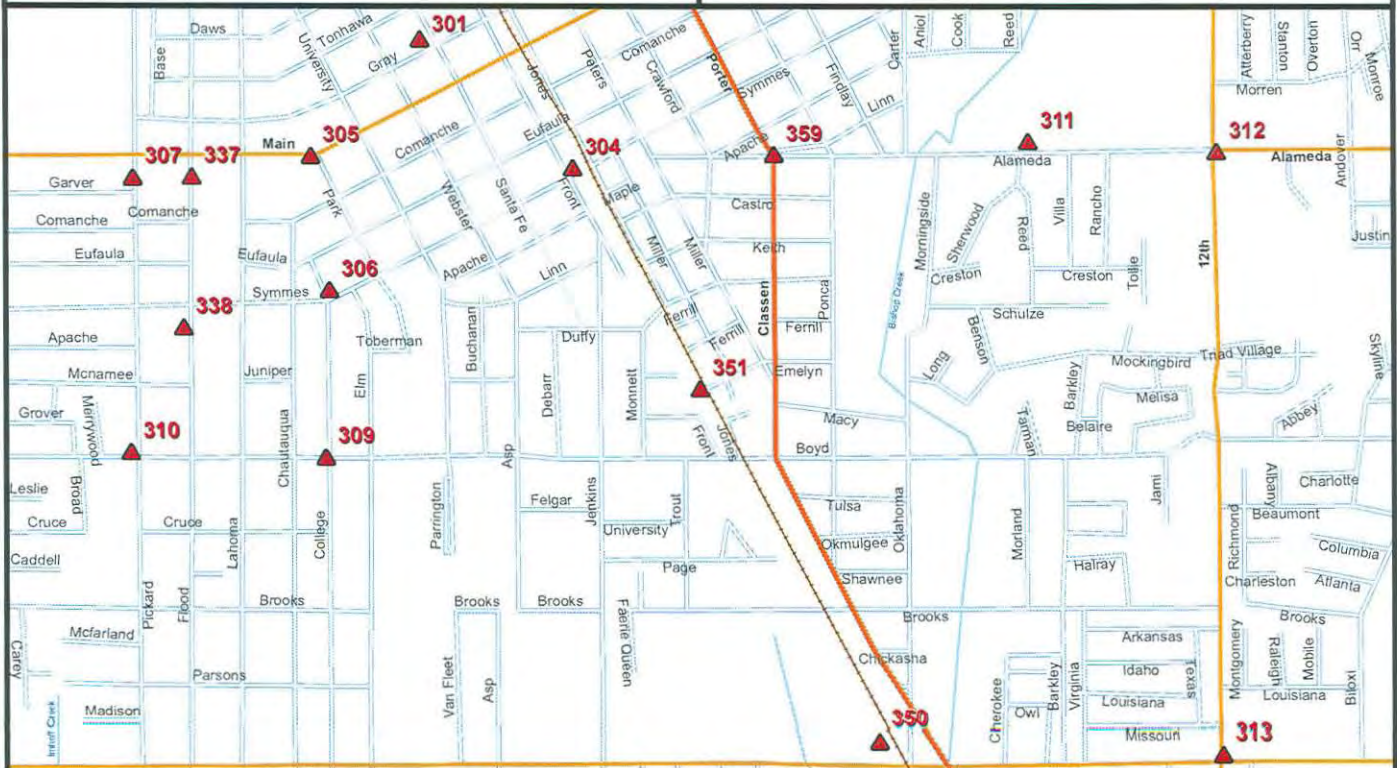 Daws
Tonhawa
301
Comanche
Carter
Aniol
Cook
Reed
Atterberry
Stanton
Overton
Orr
Monroe
Base
University
Gray
Jones
Peters
Crawford
Porter
Symmes
Findlay
Linn
Morren
Main
305
Comanche
Eufaula
304
Apache
359
311
Alameda
312
Alameda
Andover
307
337
Garver
Comanche
Comanche
Park
Webster
Santa Fe
Front
Maple
Castro
Morningside
Sherwood
Reed
Villa
Rancho
12th
Justin
Eufaula
Eufaula
306
Apache
Linn
Miller
Miller
Keith
Creston
Creston
Tollie
Symmes
338
Ferrill
Ferrill
Classen
Ferrill
Ponca
Bishop Creek
Schulze
Apache
Toberman
Buchanan
Duffy
351
Emelyn
Long
Benson
Mockingbird
Triad Village
Skyline
Mcnamee
Juniper
Elm
Debarr
Monnett
Macy
Barkley
Melisa
Grover
Merrywood
310
Chautauqua
309
Asp
Front
Jones
Boyd
Tarman
Belaire
Abbey
Leslie
Broad
Felgar
Jenkins
Trout
Tulsa
Oklahoma
Jami
Albany
Charlotte
Cruce
Cruce
Lahoma
College
Parrington
University
Okmulgee
Morland
Richmond
Beaumont
Columbia
Caddell
Page
Shawnee
Halray
Charleston
Atlanta
Pickard
Flood
Brooks
Brooks
Brooks
Faerie Queen
Brooks
Brooks
Carey
Mcfarland
Chickasha
Arkansas
Montgomery
Raleigh
Mobile
Biloxi
Parsons
Van Fleet
Asp
Cherokee
Barkley
Virginia
Idaho
Texas
Louisiana
Imhoff Creek
Madison
350
Owl
Louisiana
Missouri
313